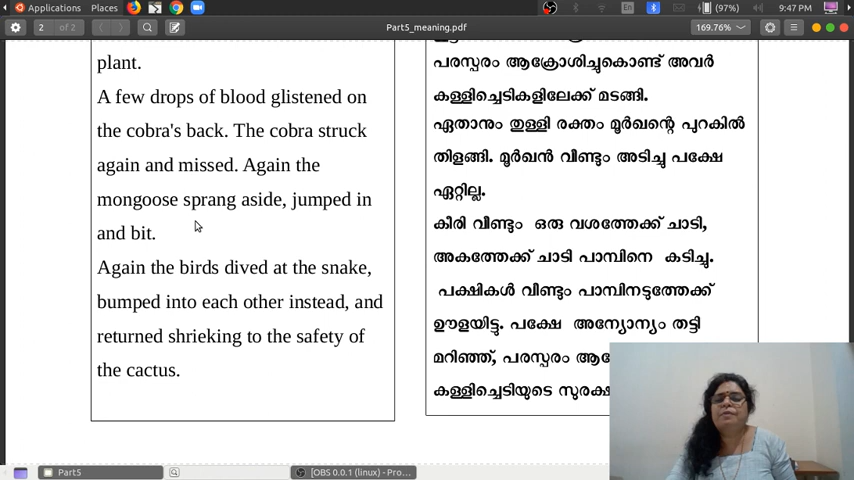 Applications Places En (97%) 9:47 PM
2 of 2 Part5_meaning.pdf 169.76%
plant.
A few drops of blood glistened on
the cobra's back. The cobra struck
again and missed. Again the
mongoose sprang aside, jumped in
and bit.
Again the birds dived at the snake,
bumped into each other instead, and
returned shrieking to the safety of
the cactus.
പരസ്പരം ആക്രോശിച്ചുകൊണ്ട് അവർ
കള്ളിച്ചെടികളിലേക്ക് മടങ്ങി.
ഏതാനും തുള്ളി രക്തം മൂർഖന്റെ പുറകിൽ
തിളങ്ങി. മൂർഖൻ വീണ്ടും അടിച്ചു പക്ഷേ
ഏറ്റില്ല.
കീരി വീണ്ടും ഒരു വശത്തേക്ക് ചാടി,
അകത്തേക്ക് ചാടി പാമ്പിനെ കടിച്ചു.
പക്ഷികൾ വീണ്ടും പാമ്പിനടുത്തേക്ക്
ഊളയിട്ടു. പക്ഷേ അന്യോന്യം തട്ടി
മറിഞ്ഞ്, പരസ്പരം
കള്ളിച്ചെടിയുടെ
Part5 [OBS 0.0.1 (linux) - Pro...